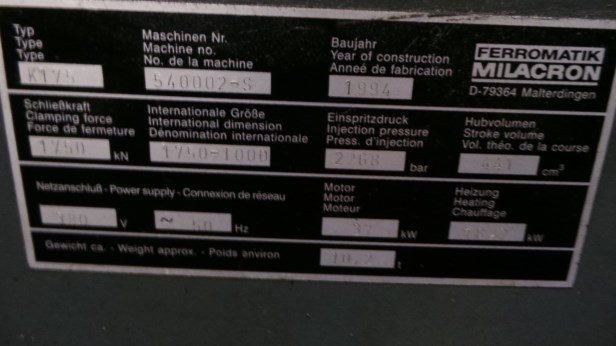 Typ
Type
Type
K175
Maschinen Nr.
Machine no.
No. de la machine
540002-S
Baujahr
Year of construction
Anneé de fabrication
1994
FERROMATIK
MILACRON
D-79364 Malterdingen
Schließkraft
Clamping force
Force de fermeture
1750 kN
Internationale Größe
International dimension
Dénomination internationale
1750-1000
Einspritzdruck
Injection pressure
Press. d'injection
bar
Hubvolumen
Stroke volume
Vol. théo. de la course
cm³
Netzanschluß - Power supply - Connexion de réseau
V
~ Hz
Motor
Motor
Moteur
kW
Heizung
Heating
Chauffage
kW
Gewicht ca. - Weight approx. - Poids environ
t